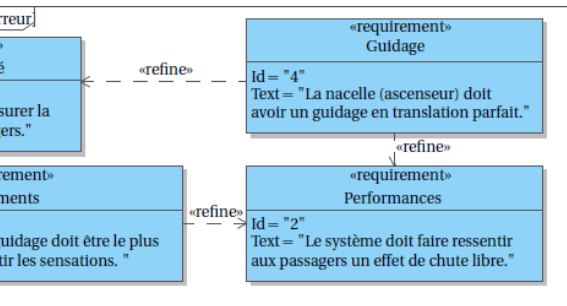 rreur
«requirement»
Guidage
é
«refine»
Id = "4"
Text = "La nacelle (ascenseur) doit
avoir un guidage en translation parfait."
surer la
gers."
«refine»
rement»
ments
«requirement»
Performances
«refine»
uidage doit être le plus
tir les sensations. "
Id = "2"
Text = "Le système doit faire ressentir
aux passagers un effet de chute libre."